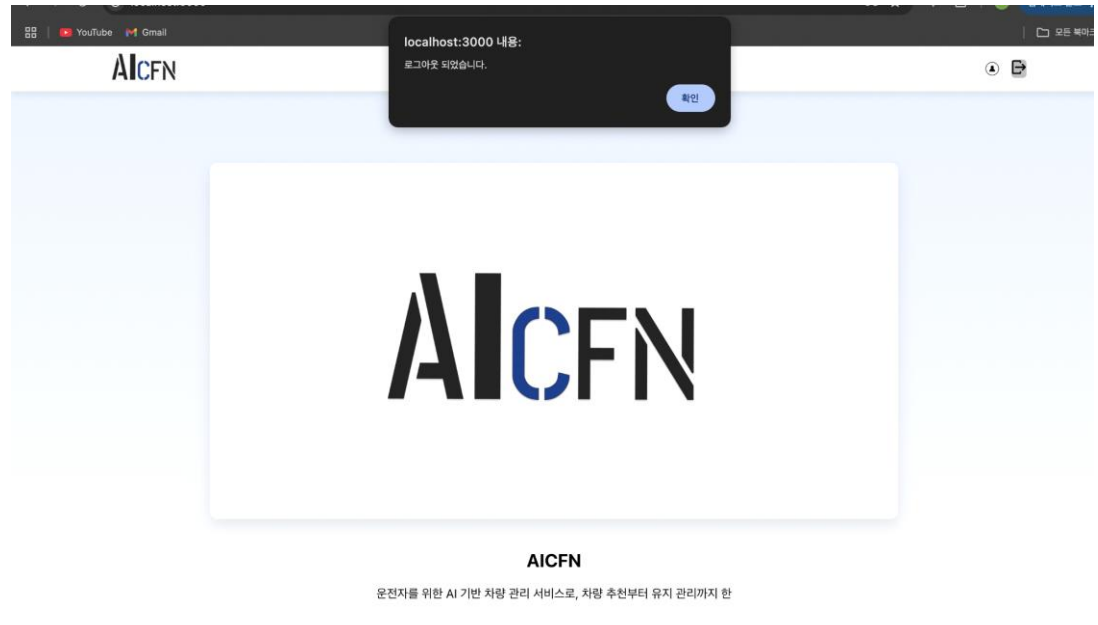 YouTube
Gmail
모든 북마크
localhost:3000 내용:
로그아웃 되었습니다.
확인
AICFN
AICFN
AICFN
운전자를 위한 AI 기반 차량 관리 서비스로, 차량 추천부터 유지 관리까지 한